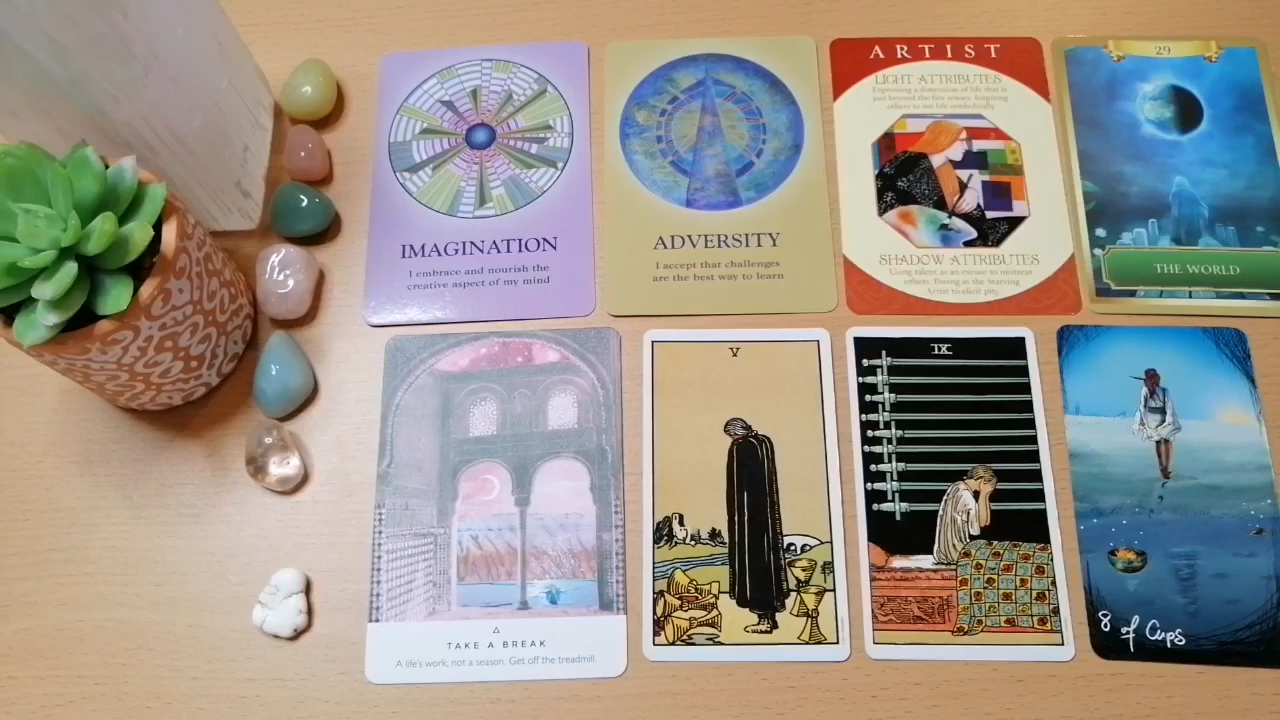 IMAGINATION
I embrace and nourish the
creative aspect of my mind
ADVERSITY
I accept that challenges
are the best way to learn
ARTIST
LIGHT ATTRIBUTES
Expressing a dimension of life that is
just beyond the five senses. Inspiring
others to see life symbolically.
SHADOW ATTRIBUTES
Using talent as an excuse to mistreat
others. Posing as the Starving
Artist to elicit pity.
29
THE WORLD
TAKE A BREAK
A life's work, not a season. Get off the treadmill.
V
IX
8 of Cups